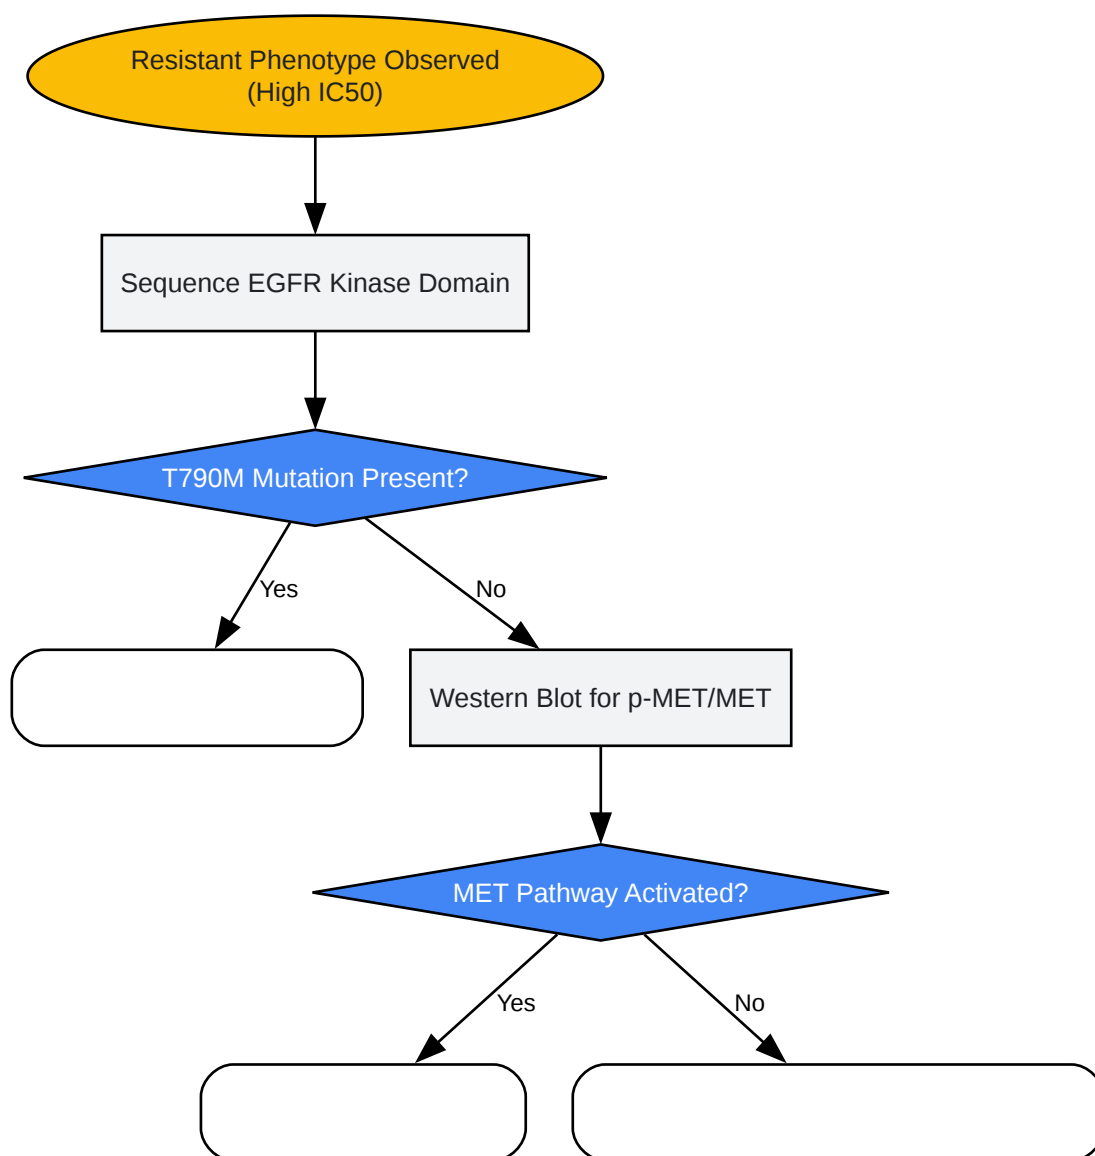 Resistant Phenotype Observed
(High IC50)
Sequence EGFR Kinase Domain
T790M Mutation Present?
Yes
No
Western Blot for p-MET/MET
MET Pathway Activated?
Yes
No